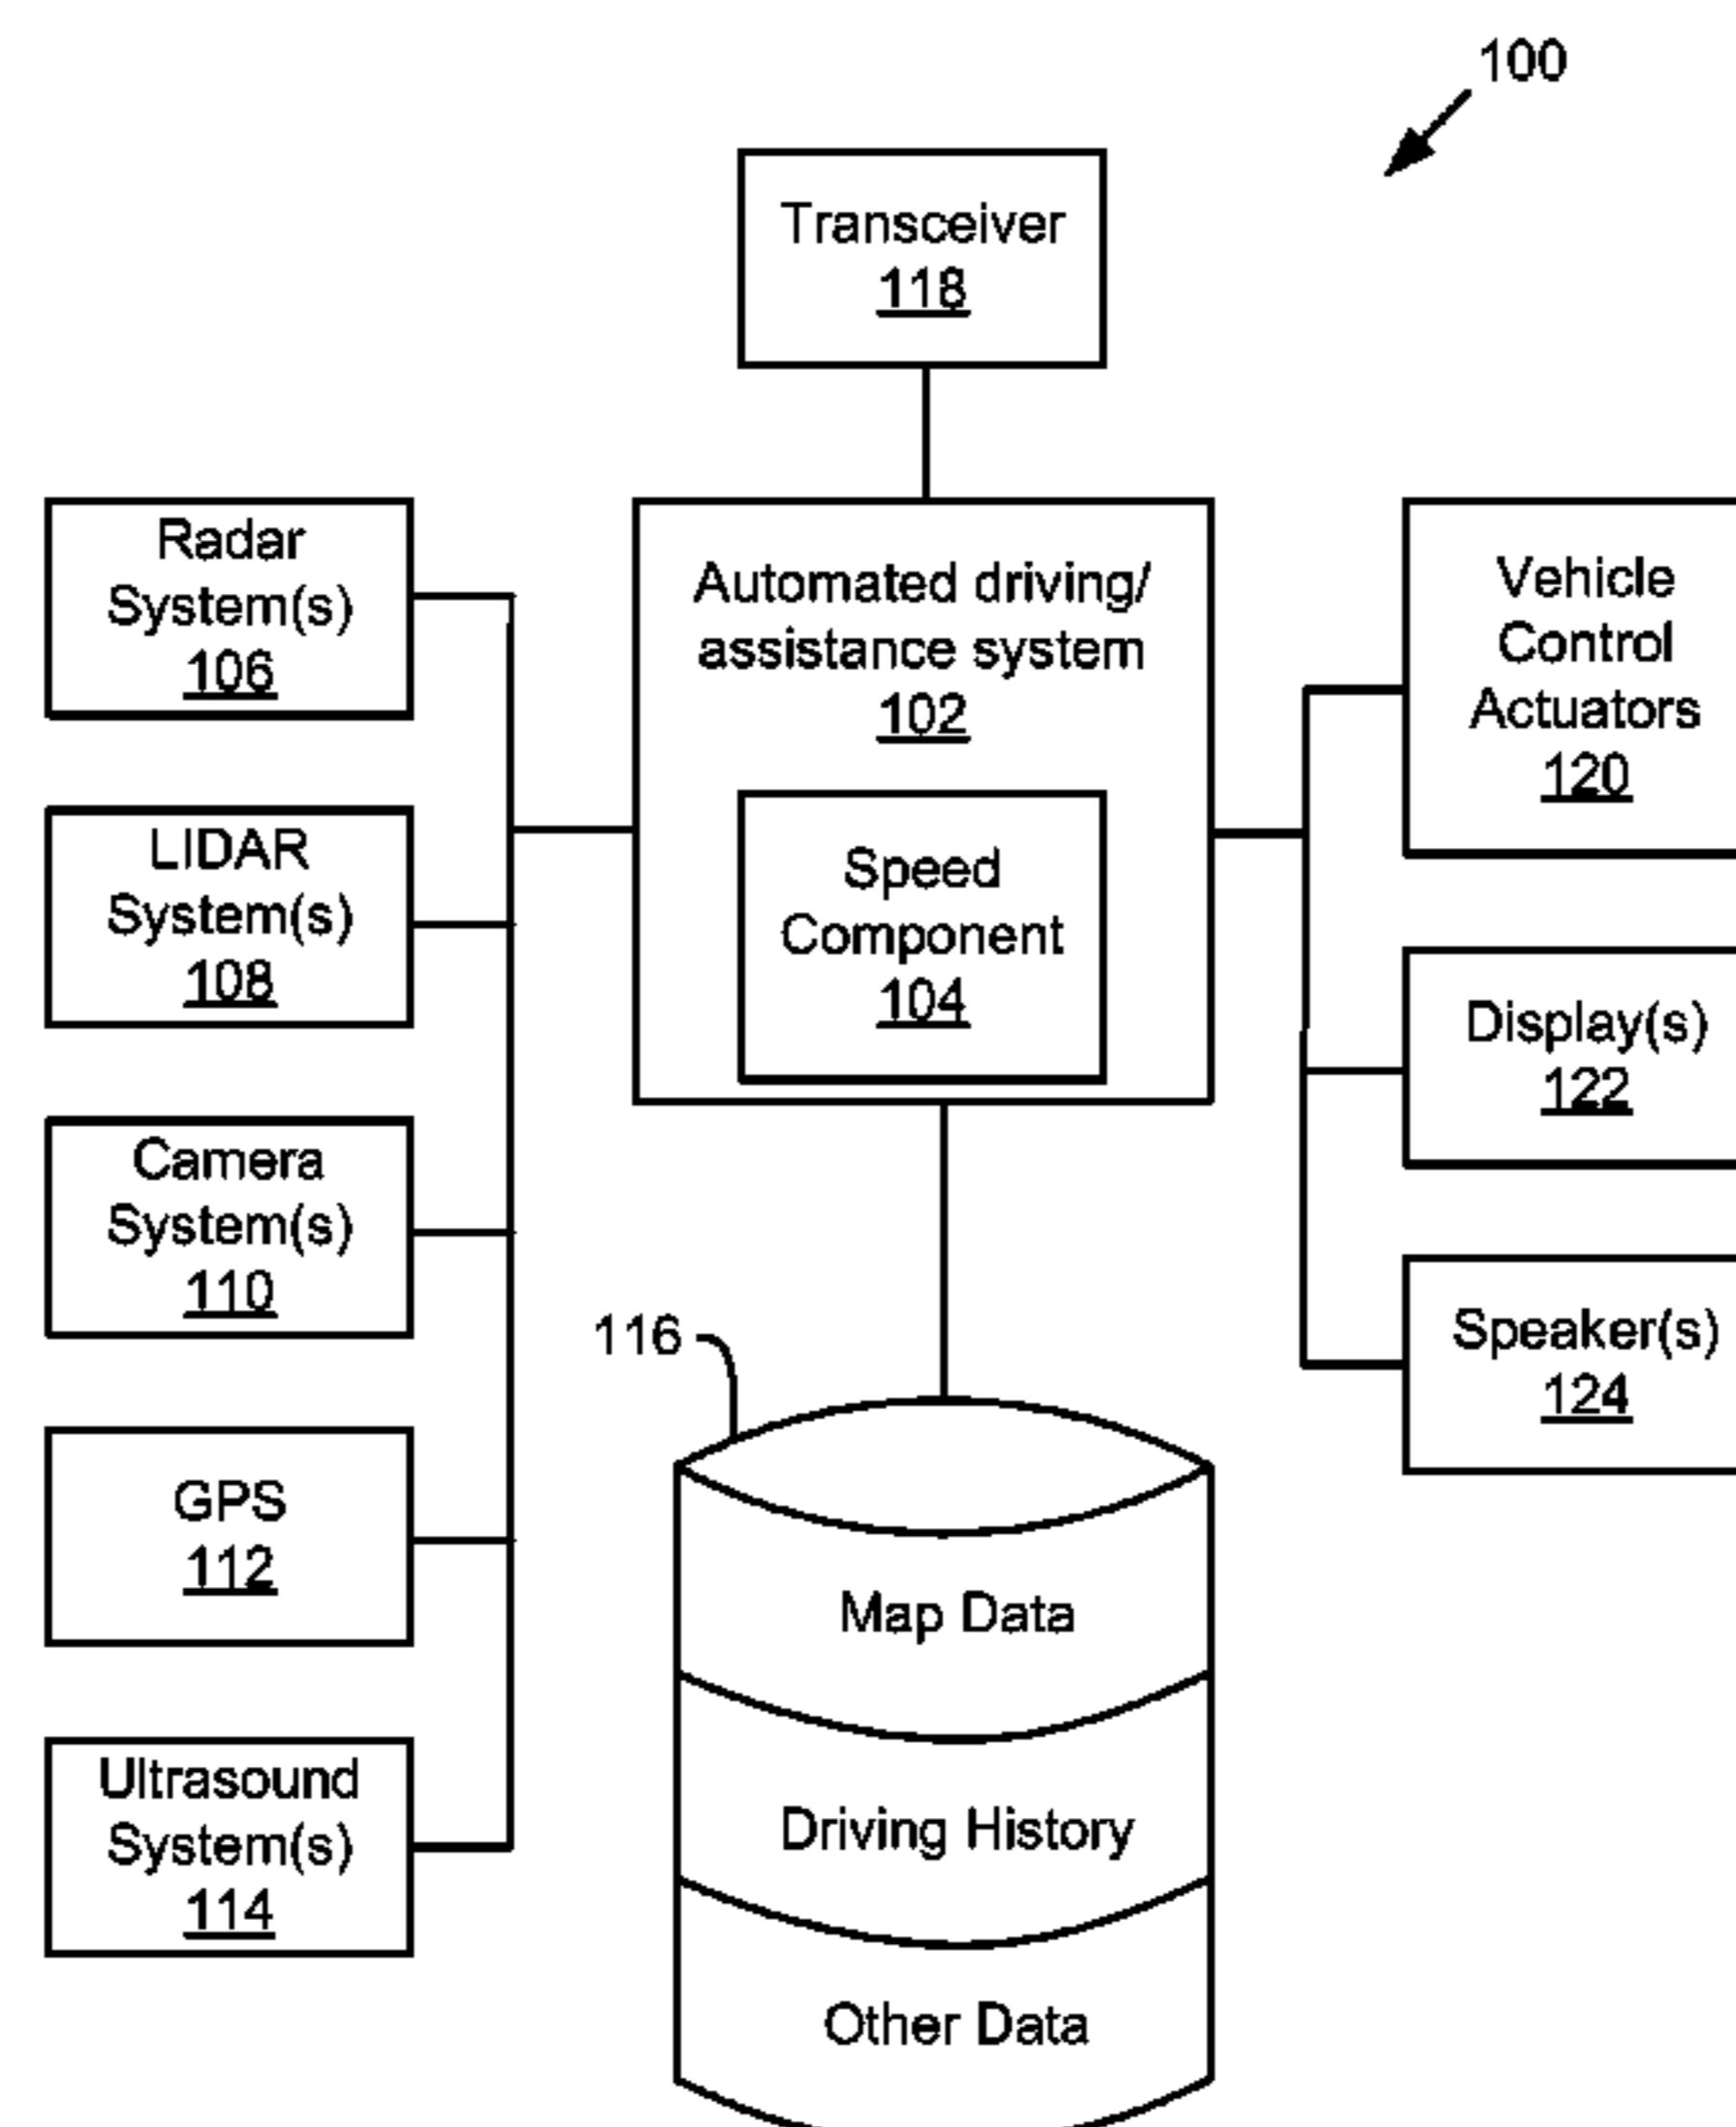 100
Transceiver
118
Radar
System(s)
106
LIDAR
System(s)
108
Camera
System(s)
110
GPS
112
Ultrasound
System(s)
114
Automated driving/
assistance system
102
Speed
Component
104
116
Map Data
Driving History
Other Data
Vehicle
Control
Actuators
120
Display(s)
122
Speaker(s)
124